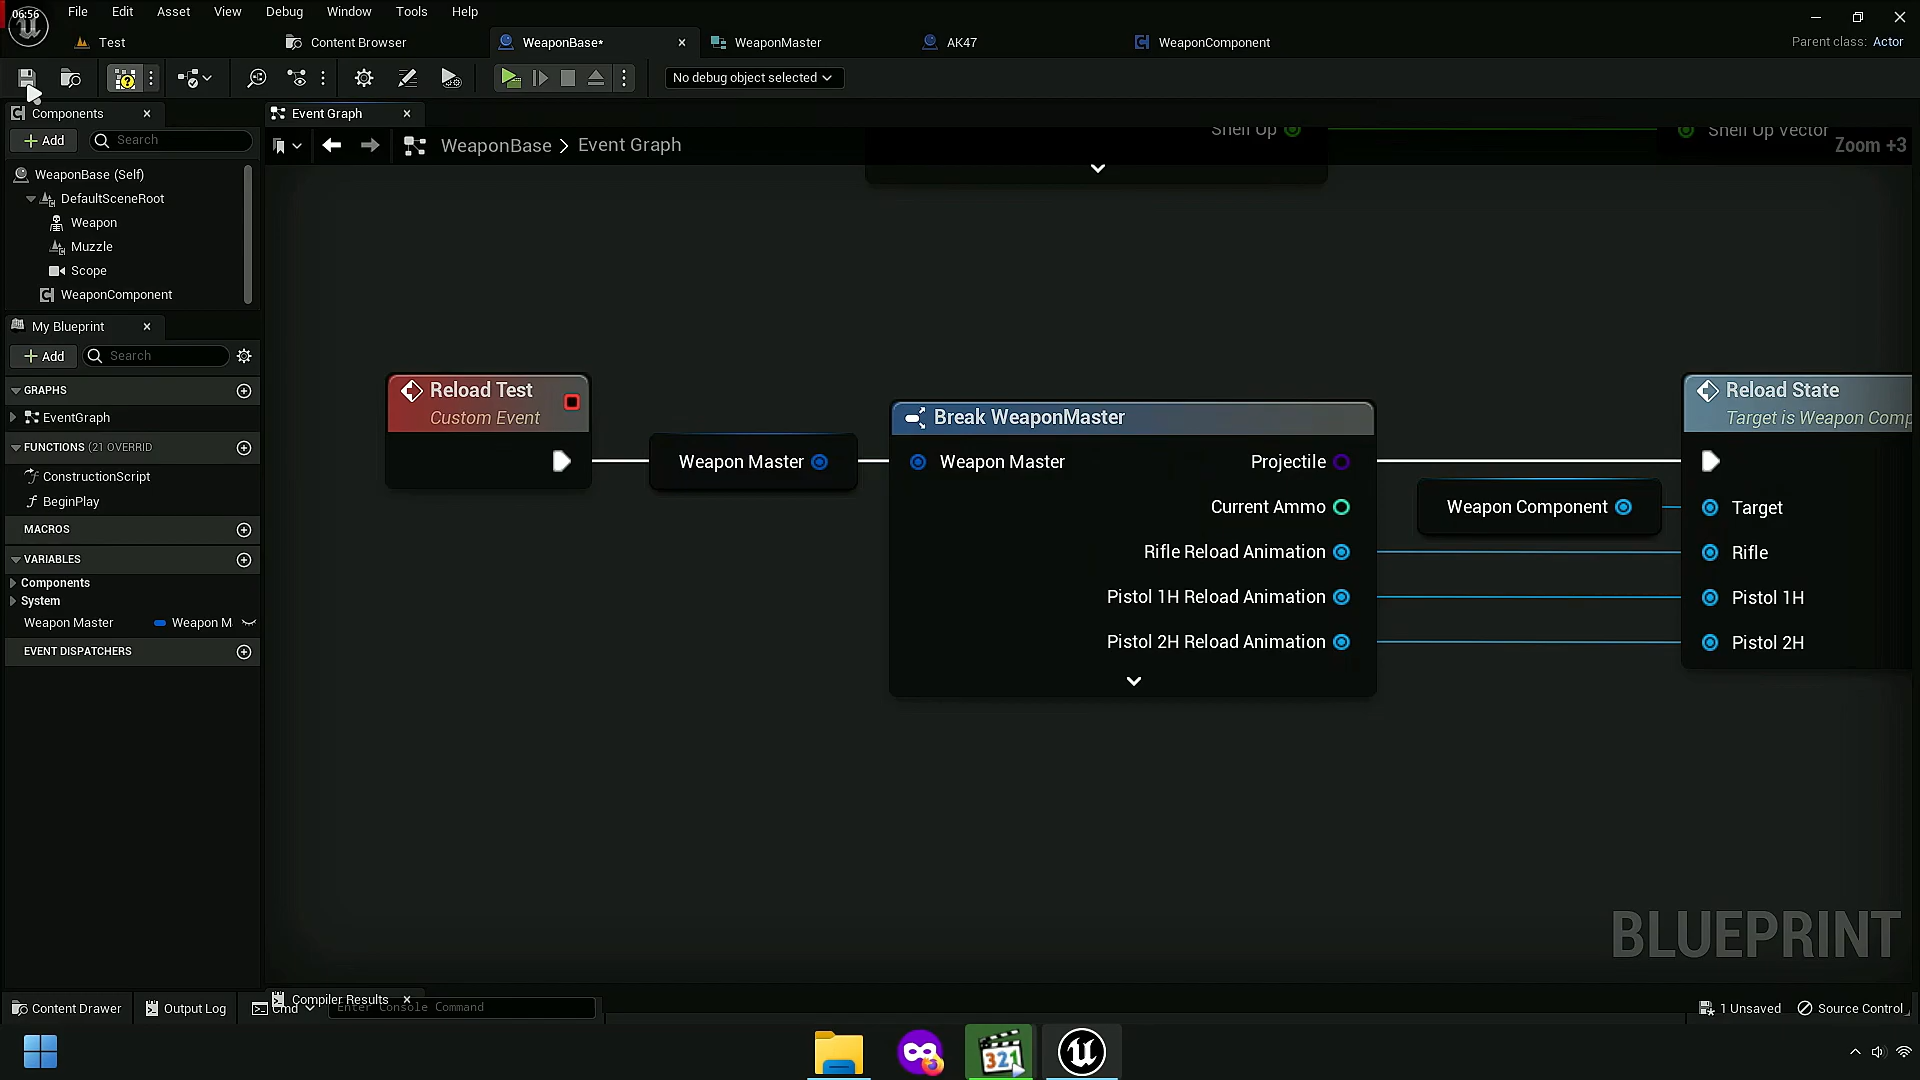 06:56
File Edit Asset View Debug Window Tools Help
Test
Content Browser
WeaponBase*
WeaponMaster
AK47
WeaponComponent
Parent class: Actor
No debug object selected
Components
Event Graph
Add
Search
WeaponBase > Event Graph
Zoom +3
Shell Up
Shell Up Vector
WeaponBase (Self)
DefaultSceneRoot
Weapon
Muzzle
Scope
WeaponComponent
My Blueprint
Add
Search
GRAPHS
EventGraph
FUNCTIONS (21 OVERRID
ConstructionScript
BeginPlay
MACROS
VARIABLES
Components
System
Weapon Master Weapon M
EVENT DISPATCHERS
Reload Test
Custom Event
Weapon Master
Break WeaponMaster
Weapon Master
Projectile
Current Ammo
Rifle Reload Animation
Pistol 1H Reload Animation
Pistol 2H Reload Animation
Weapon Component
Reload State
Target is Weapon Comp
Target
Rifle
Pistol 1H
Pistol 2H
BLUEPRINT
Compiler Results
Content Drawer
Output Log
Cmd
Enter Console Command
1 Unsaved
Source Control
321